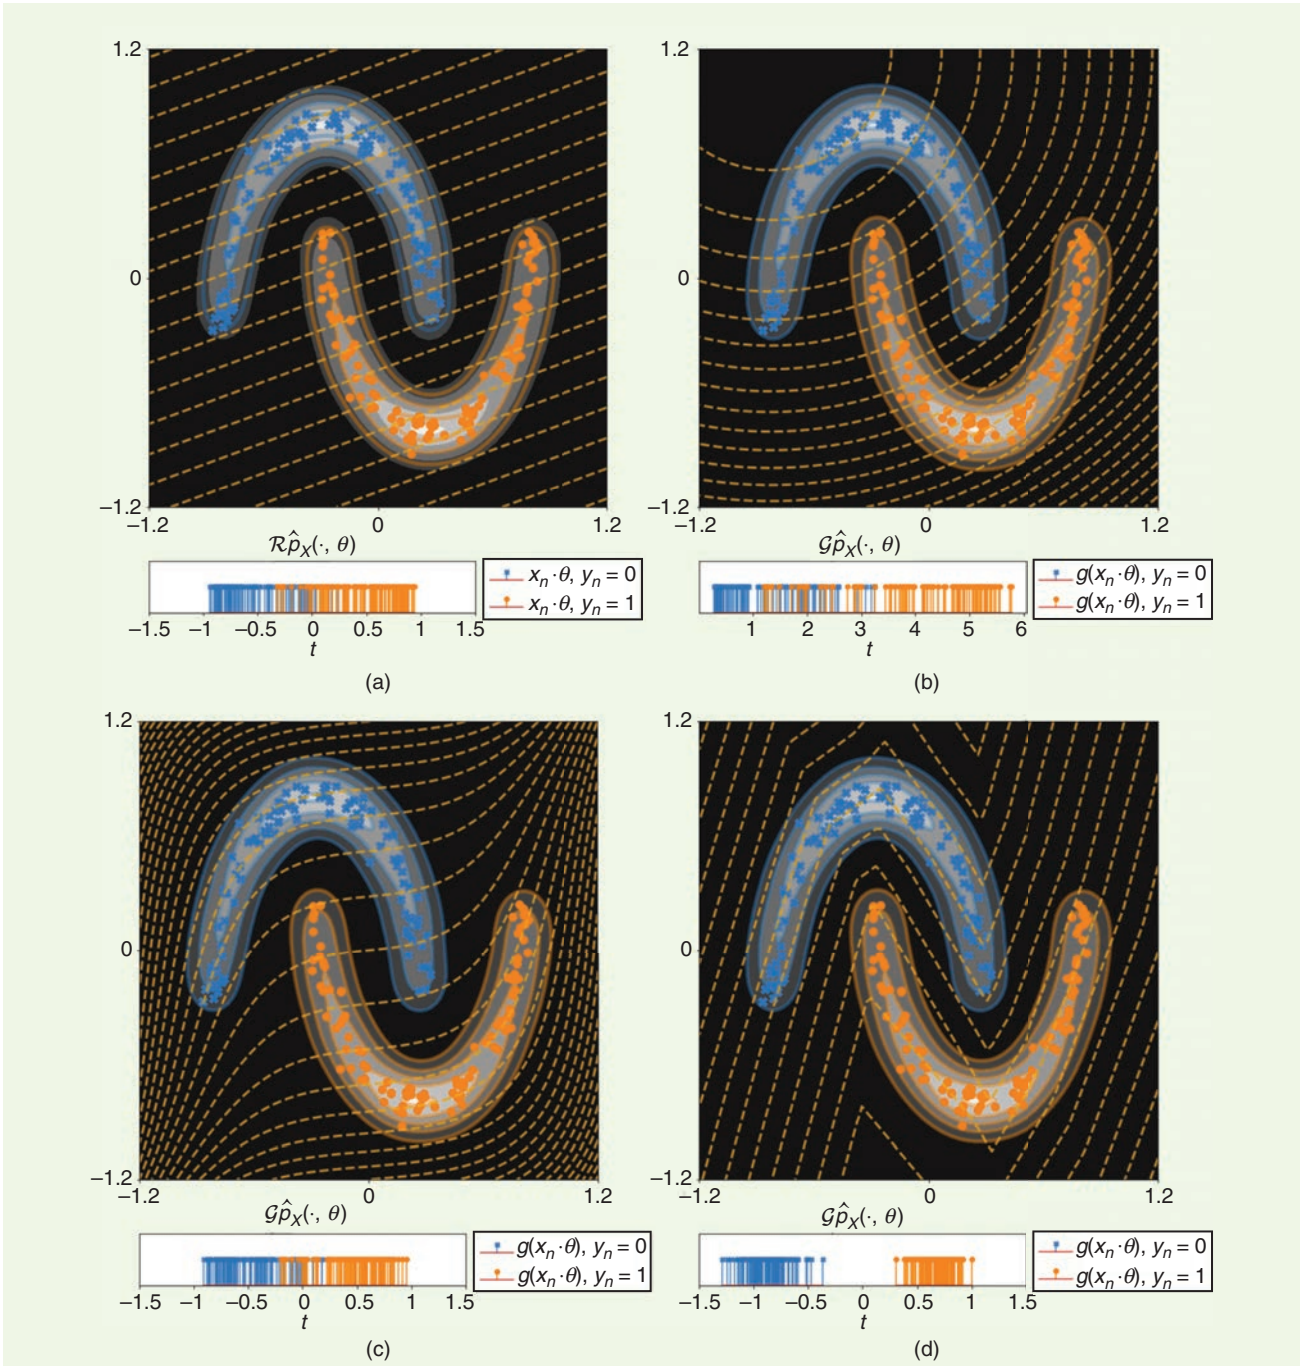 1.2
0
−1.2
−1.2 0 1.2
ℛp̂X(·, θ)
xn·θ, yn = 0
xn·θ, yn = 1
−1.5 −1 −0.5 0 0.5 1 1.5
t
(a)
1.2
0
−1.2
−1.2 0 1.2
𝒢p̂X(·, θ)
g(xn·θ), yn = 0
g(xn·θ), yn = 1
1 2 3 4 5 6
t
(b)
1.2
0
−1.2
−1.2 0 1.2
𝒢p̂X(·, θ)
g(xn·θ), yn = 0
g(xn·θ), yn = 1
−1.5 −1 −0.5 0 0.5 1 1.5
t
(c)
1.2
0
−1.2
−1.2 0 1.2
𝒢p̂X(·, θ)
g(xn·θ), yn = 0
g(xn·θ), yn = 1
−1.5 −1 −0.5 0 0.5 1 1.5
t
(d)